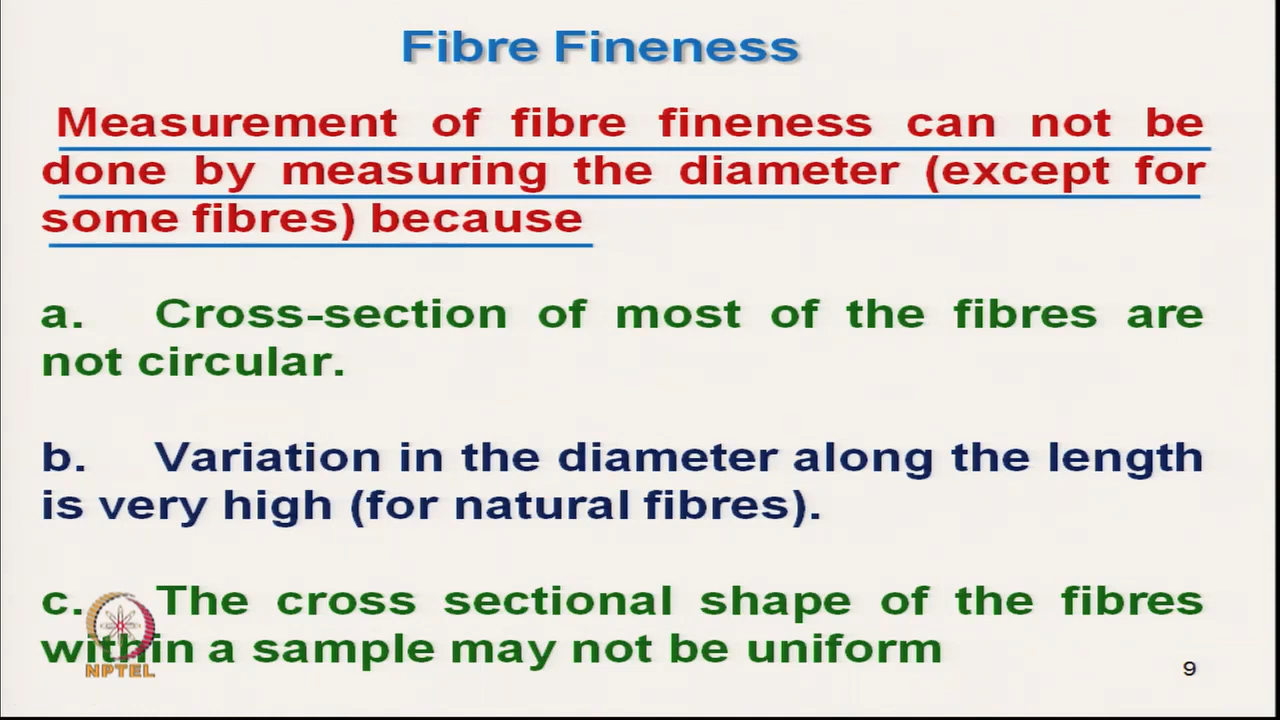 Fibre Fineness
Measurement of fibre fineness can not be
done by measuring the diameter (except for
some fibres) because
a. Cross-section of most of the fibres are
not circular.
b. Variation in the diameter along the length
is very high (for natural fibres).
c. The cross sectional shape of the fibres
within a sample may not be uniform
NPTEL
9